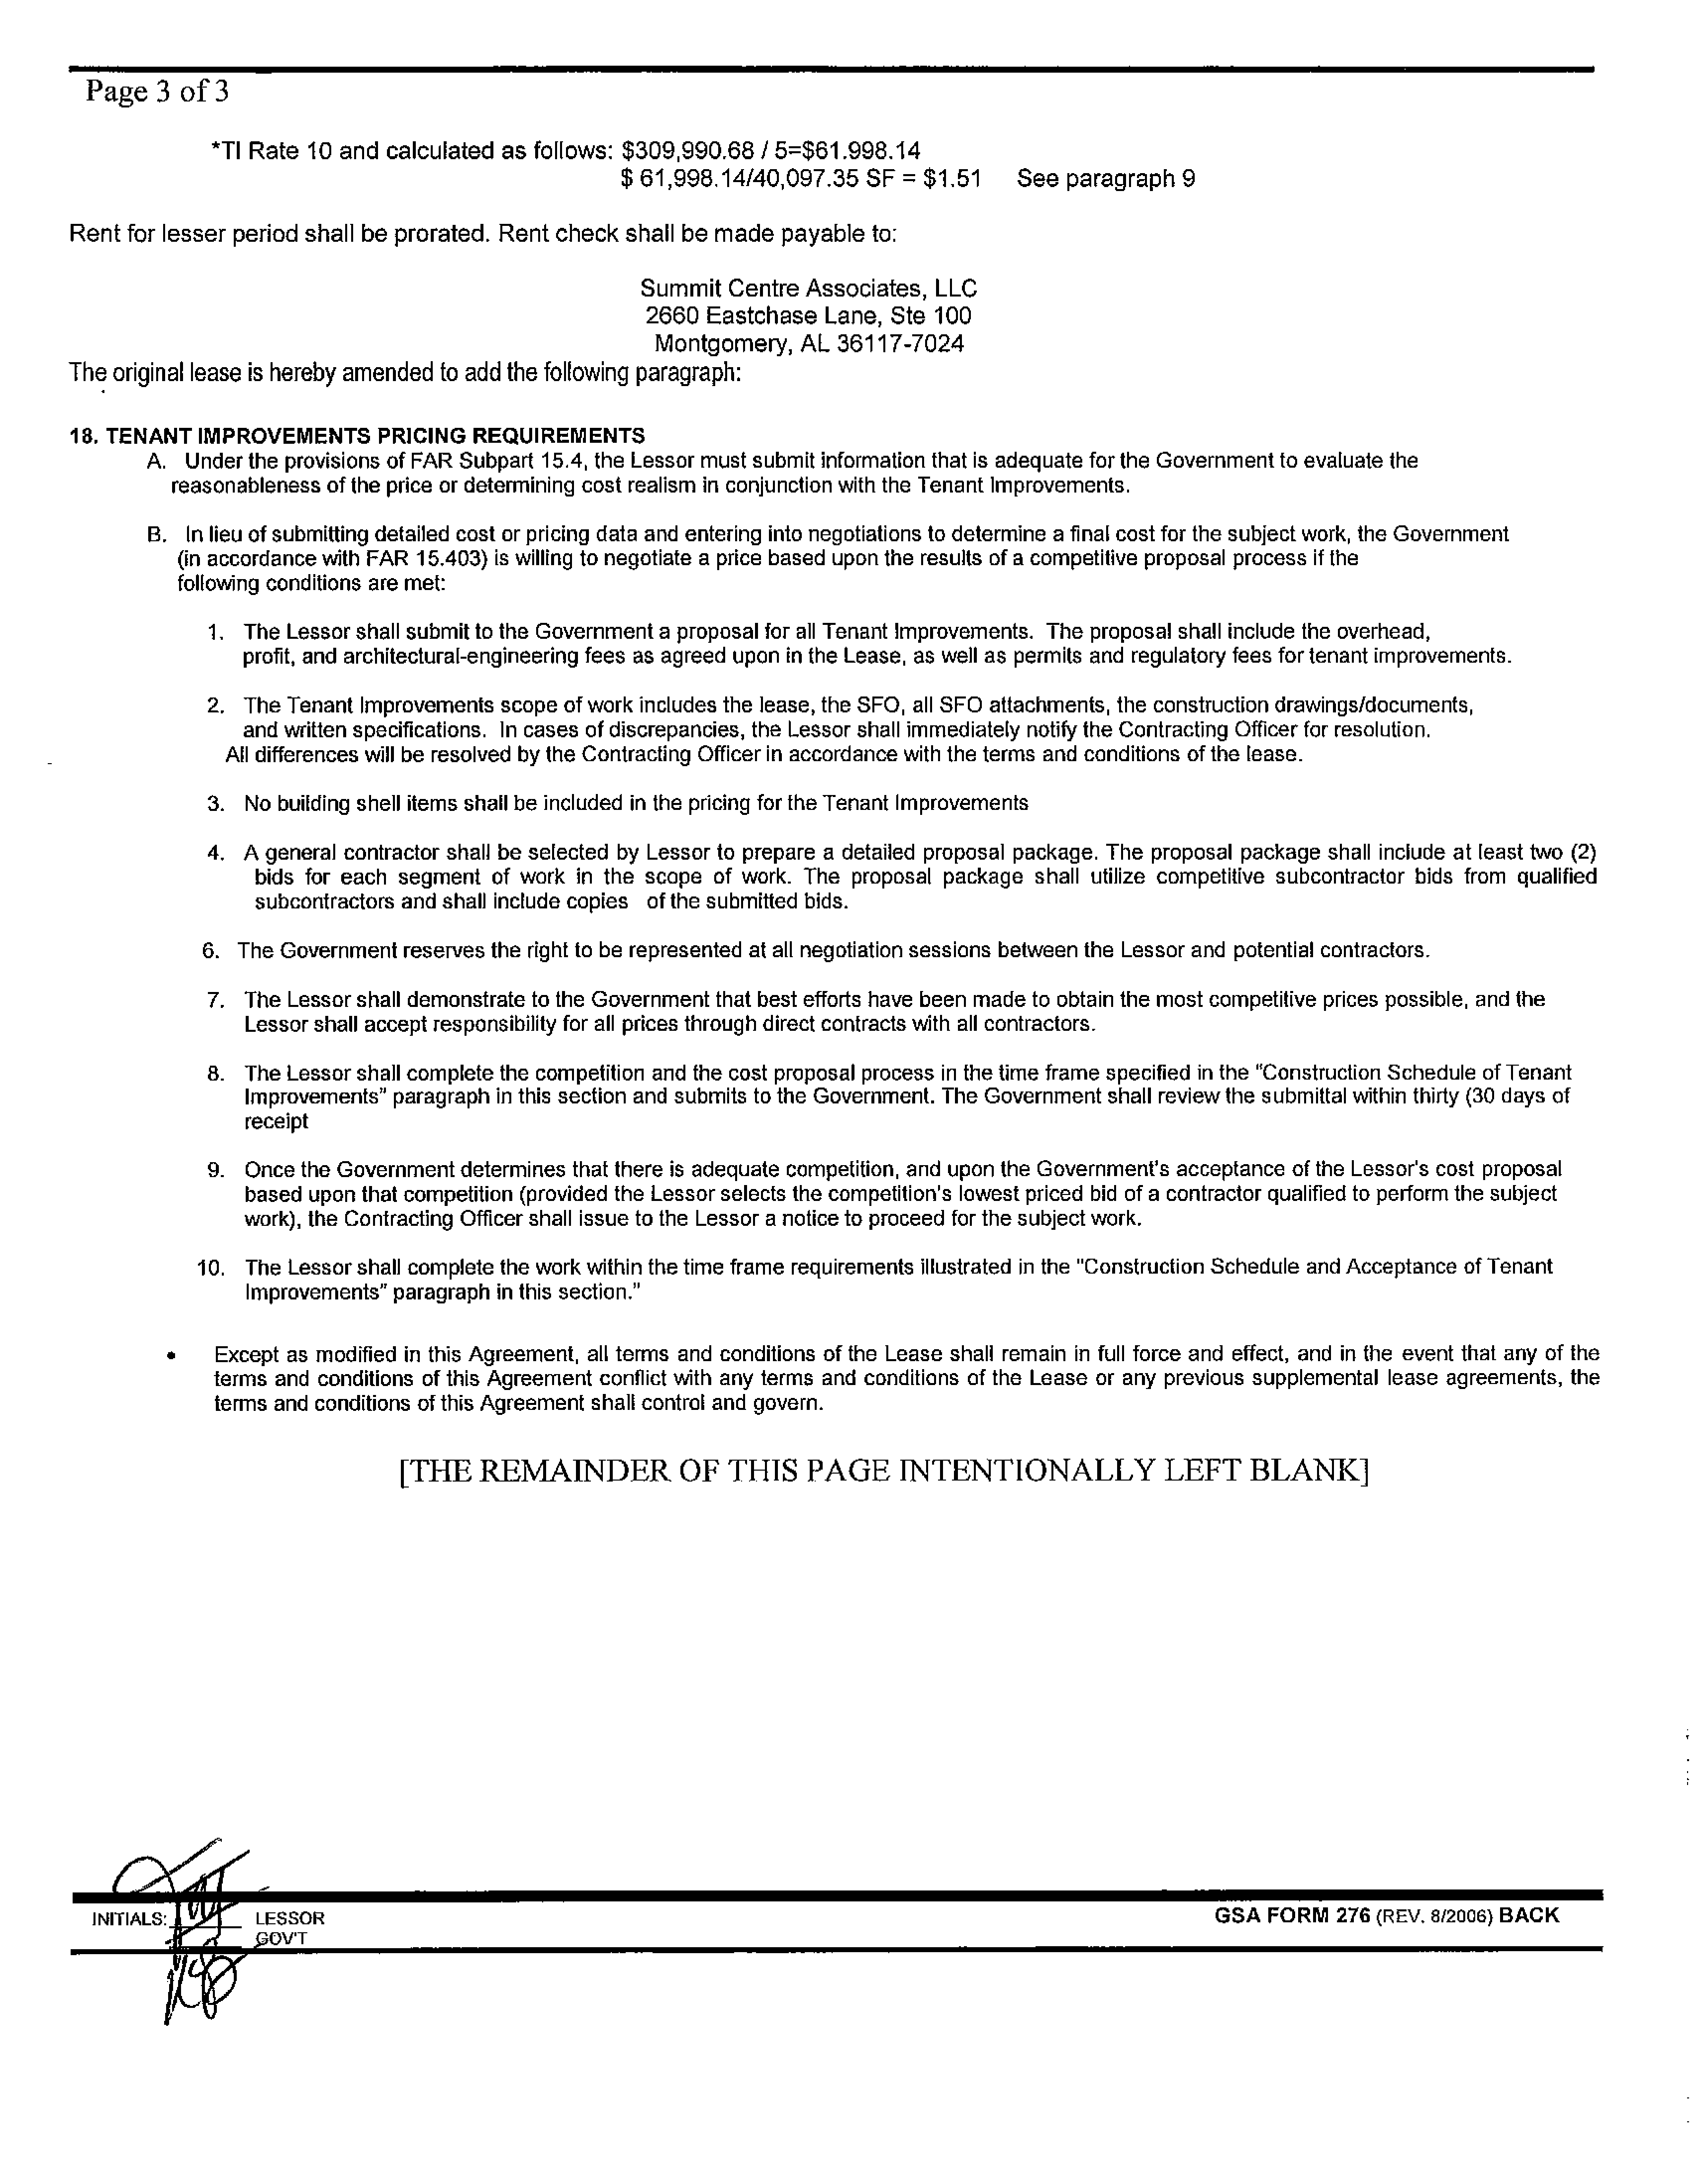 Page 3 of 3
*TI Rate 10 and calculated as follows: $309,990.68 / 5=$61.998.14
$ 61,998.14/40,097.35 SF = $1.51 See paragraph 9
Rent for lesser period shall be prorated. Rent check shall be made payable to:
Summit Centre Associates, LLC
2660 Eastchase Lane, Ste 100
Montgomery, AL 36117-7024
The original lease is hereby amended to add the following paragraph:
18. TENANT IMPROVEMENTS PRICING REQUIREMENTS
A. Under the provisions of FAR Subpart 15.4, the Lessor must submit information that is adequate for the Government to evaluate the
reasonableness of the price or determining cost realism in conjunction with the Tenant Improvements.
B. In lieu of submitting detailed cost or pricing data and entering into negotiations to determine a final cost for the subject work, the Government
(in accordance with FAR 15.403) is willing to negotiate a price based upon the results of a competitive proposal process if the
following conditions are met:
1. The Lessor shall submit to the Government a proposal for all Tenant Improvements. The proposal shall include the overhead,
profit, and architectural-engineering fees as agreed upon in the Lease, as well as permits and regulatory fees for tenant improvements.
2. The Tenant Improvements scope of work includes the lease, the SFO, all SFO attachments, the construction drawings/documents,
and written specifications. In cases of discrepancies, the Lessor shall immediately notify the Contracting Officer for resolution.
All differences will be resolved by the Contracting Officer in accordance with the terms and conditions of the lease.
3. No building shell items shall be included in the pricing for the Tenant Improvements
4. A general contractor shall be selected by Lessor to prepare a detailed proposal package. The proposal package shall include at least two (2)
bids for each segment of work in the scope of work. The proposal package shall utilize competitive subcontractor bids from qualified
subcontractors and shall include copies of the submitted bids.
6. The Government reserves the right to be represented at all negotiation sessions between the Lessor and potential contractors.
7. The Lessor shall demonstrate to the Government that best efforts have been made to obtain the most competitive prices possible, and the
Lessor shall accept responsibility for all prices through direct contracts with all contractors.
8. The Lessor shall complete the competition and the cost proposal process in the time frame specified in the "Construction Schedule of Tenant
Improvements" paragraph in this section and submits to the Government. The Government shall review the submittal within thirty (30 days of
receipt
9. Once the Government determines that there is adequate competition, and upon the Government's acceptance of the Lessor's cost proposal
based upon that competition (provided the Lessor selects the competition's lowest priced bid of a contractor qualified to perform the subject
work), the Contracting Officer shall issue to the Lessor a notice to proceed for the subject work.
10. The Lessor shall complete the work within the time frame requirements illustrated in the "Construction Schedule and Acceptance of Tenant
Improvements" paragraph in this section."
• Except as modified in this Agreement, all terms and conditions of the Lease shall remain in full force and effect, and in the event that any of the
terms and conditions of this Agreement conflict with any terms and conditions of the Lease or any previous supplemental lease agreements, the
terms and conditions of this Agreement shall control and govern.
[THE REMAINDER OF THIS PAGE INTENTIONALLY LEFT BLANK]
INITIALS: LESSOR
GOV'T
GSA FORM 276 (REV. 8/2006) BACK